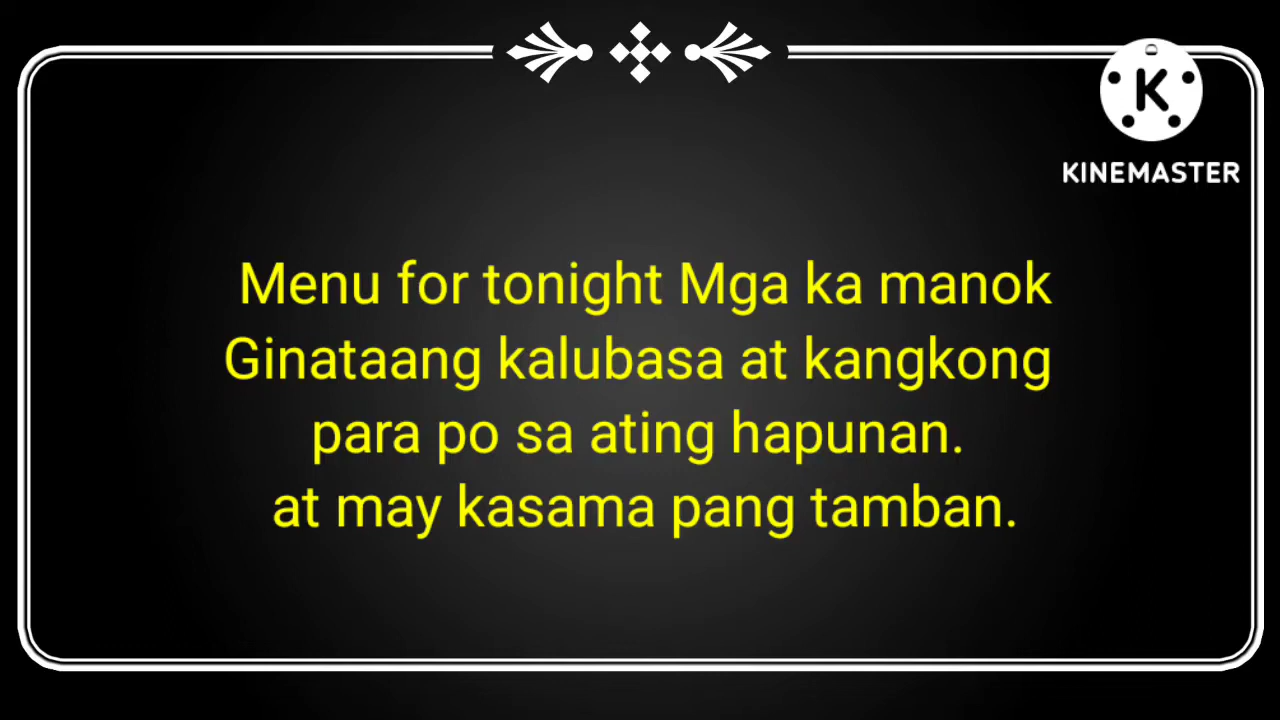 KINEMASTER
Menu for tonight Mga ka manok
Ginataang kalubasa at kangkong
para po sa ating hapunan.
at may kasama pang tamban.